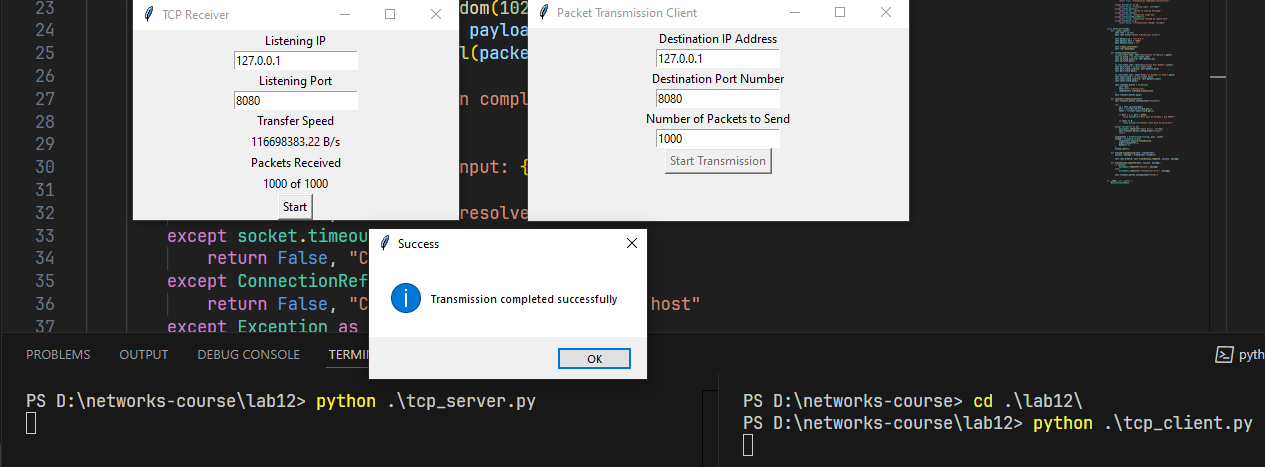 TCP Receiver
Listening IP
127.0.0.1
Listening Port
8080
Transfer Speed
116698383.22 B/s
Packets Received
1000 of 1000
Start
Packet Transmission Client
Destination IP Address
127.0.0.1
Destination Port Number
8080
Number of Packets to Send
1000
Start Transmission
23
24 dom(102
25 payloa
26 l(packe
27 n compl
28
29
30 nput: {
31
32 resolve
33 except socket.timeou
34 return False, "C
35 except ConnectionRef
36 return False, "C host"
37 except Exception as
Success
Transmission completed successfully
OK
PROBLEMS OUTPUT DEBUG CONSOLE TERMI
pyth
PS D:\networks-course\lab12> python .\tcp_server.py
PS D:\networks-course> cd .\lab12\
PS D:\networks-course\lab12> python .\tcp_client.py